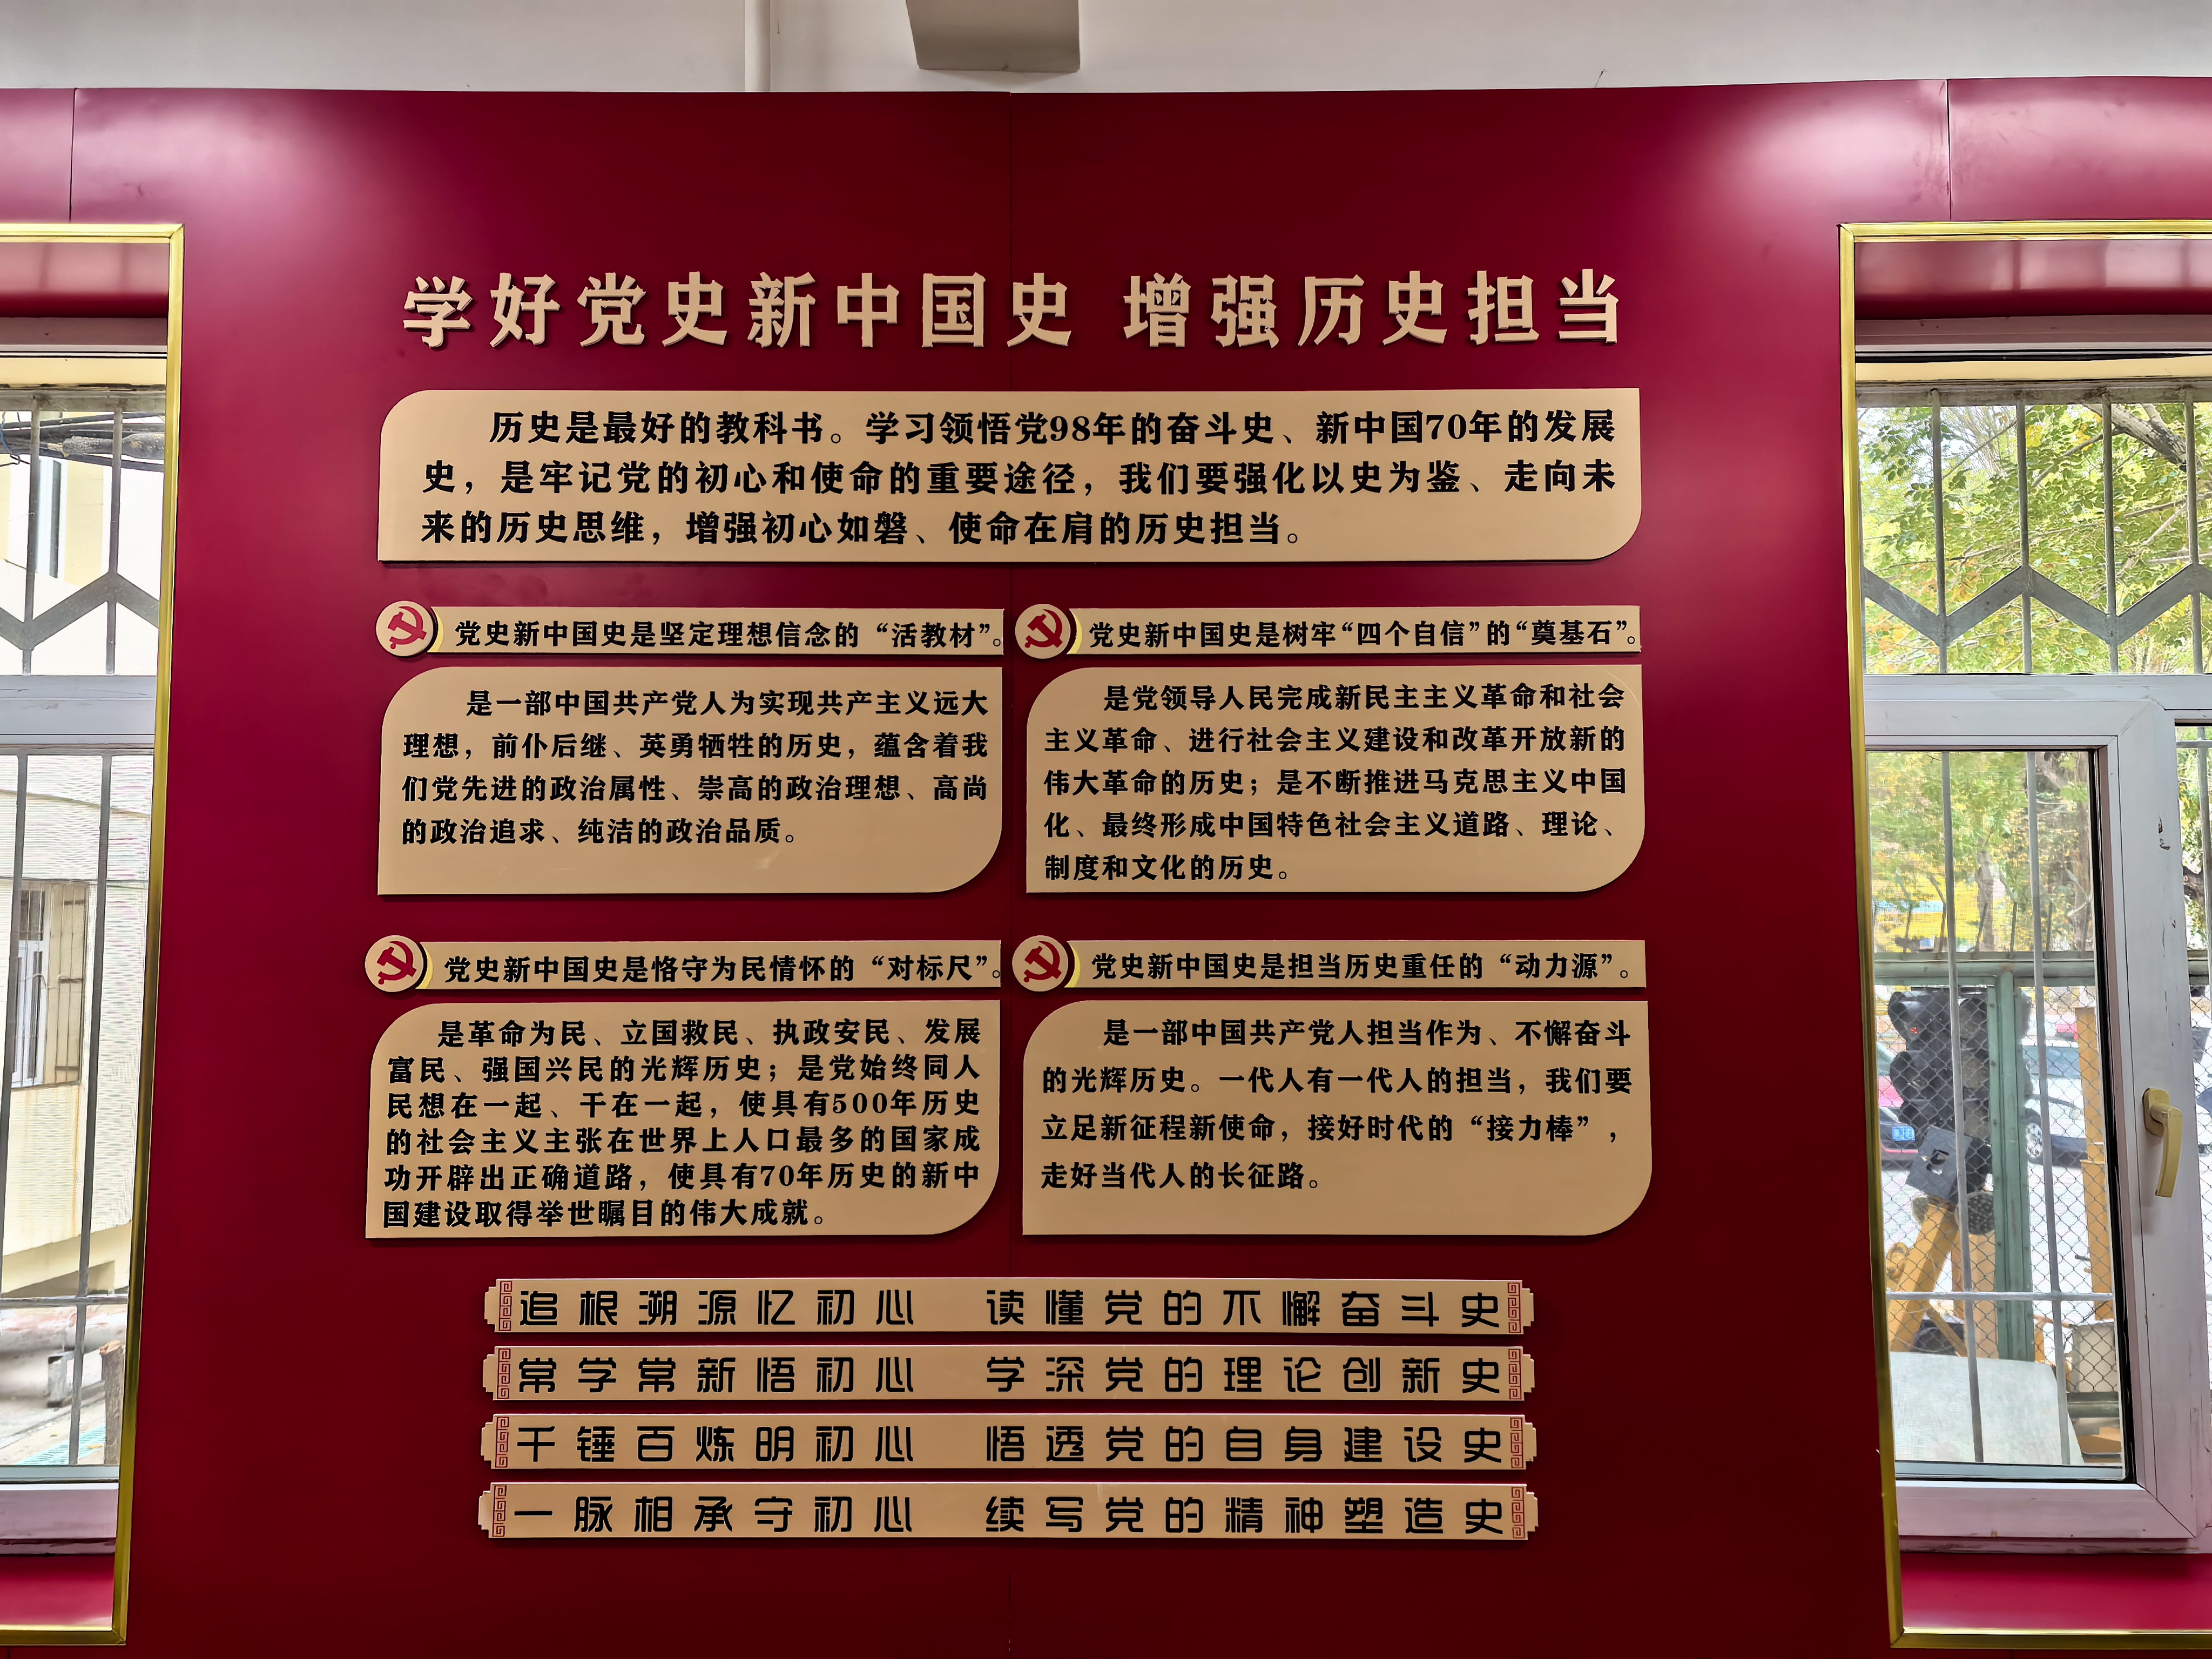 学好党史新中国史 增强历史担当
历史是最好的教科书。学习领悟党98年的奋斗史、新中国70年的发展
史，是牢记党的初心和使命的重要途径，我们要强化以史为鉴、走向未
来的历史思维，增强初心如磐、使命在肩的历史担当。
党史新中国史是坚定理想信念的“活教材”。
是一部中国共产党人为实现共产主义远大
理想，前仆后继、英勇牺牲的历史，蕴含着我
们党先进的政治属性、崇高的政治理想、高尚
的政治追求、纯洁的政治品质。
党史新中国史是树牢“四个自信”的“奠基石”。
是党领导人民完成新民主主义革命和社会
主义革命、进行社会主义建设和改革开放新的
伟大革命的历史；是不断推进马克思主义中国
化、最终形成中国特色社会主义道路、理论、
制度和文化的历史。
党史新中国史是恪守为民情怀的“对标尺”。
是革命为民、立国救民、执政安民、发展
富民、强国兴民的光辉历史；是党始终同人
民想在一起、干在一起，使具有500年历史
的社会主义主张在世界上人口最多的国家成
功开辟出正确道路，使具有70年历史的新中
国建设取得举世瞩目的伟大成就。
党史新中国史是担当历史重任的“动力源”。
是一部中国共产党人担当作为、不懈奋斗
的光辉历史。一代人有一代人的担当，我们要
立足新征程新使命，接好时代的“接力棒”，
走好当代人的长征路。
追根溯源忆初心 读懂党的不懈奋斗史
常学常新悟初心 学深党的理论创新史
千锤百炼明初心 悟透党的自身建设史
一脉相承守初心 续写党的精神塑造史